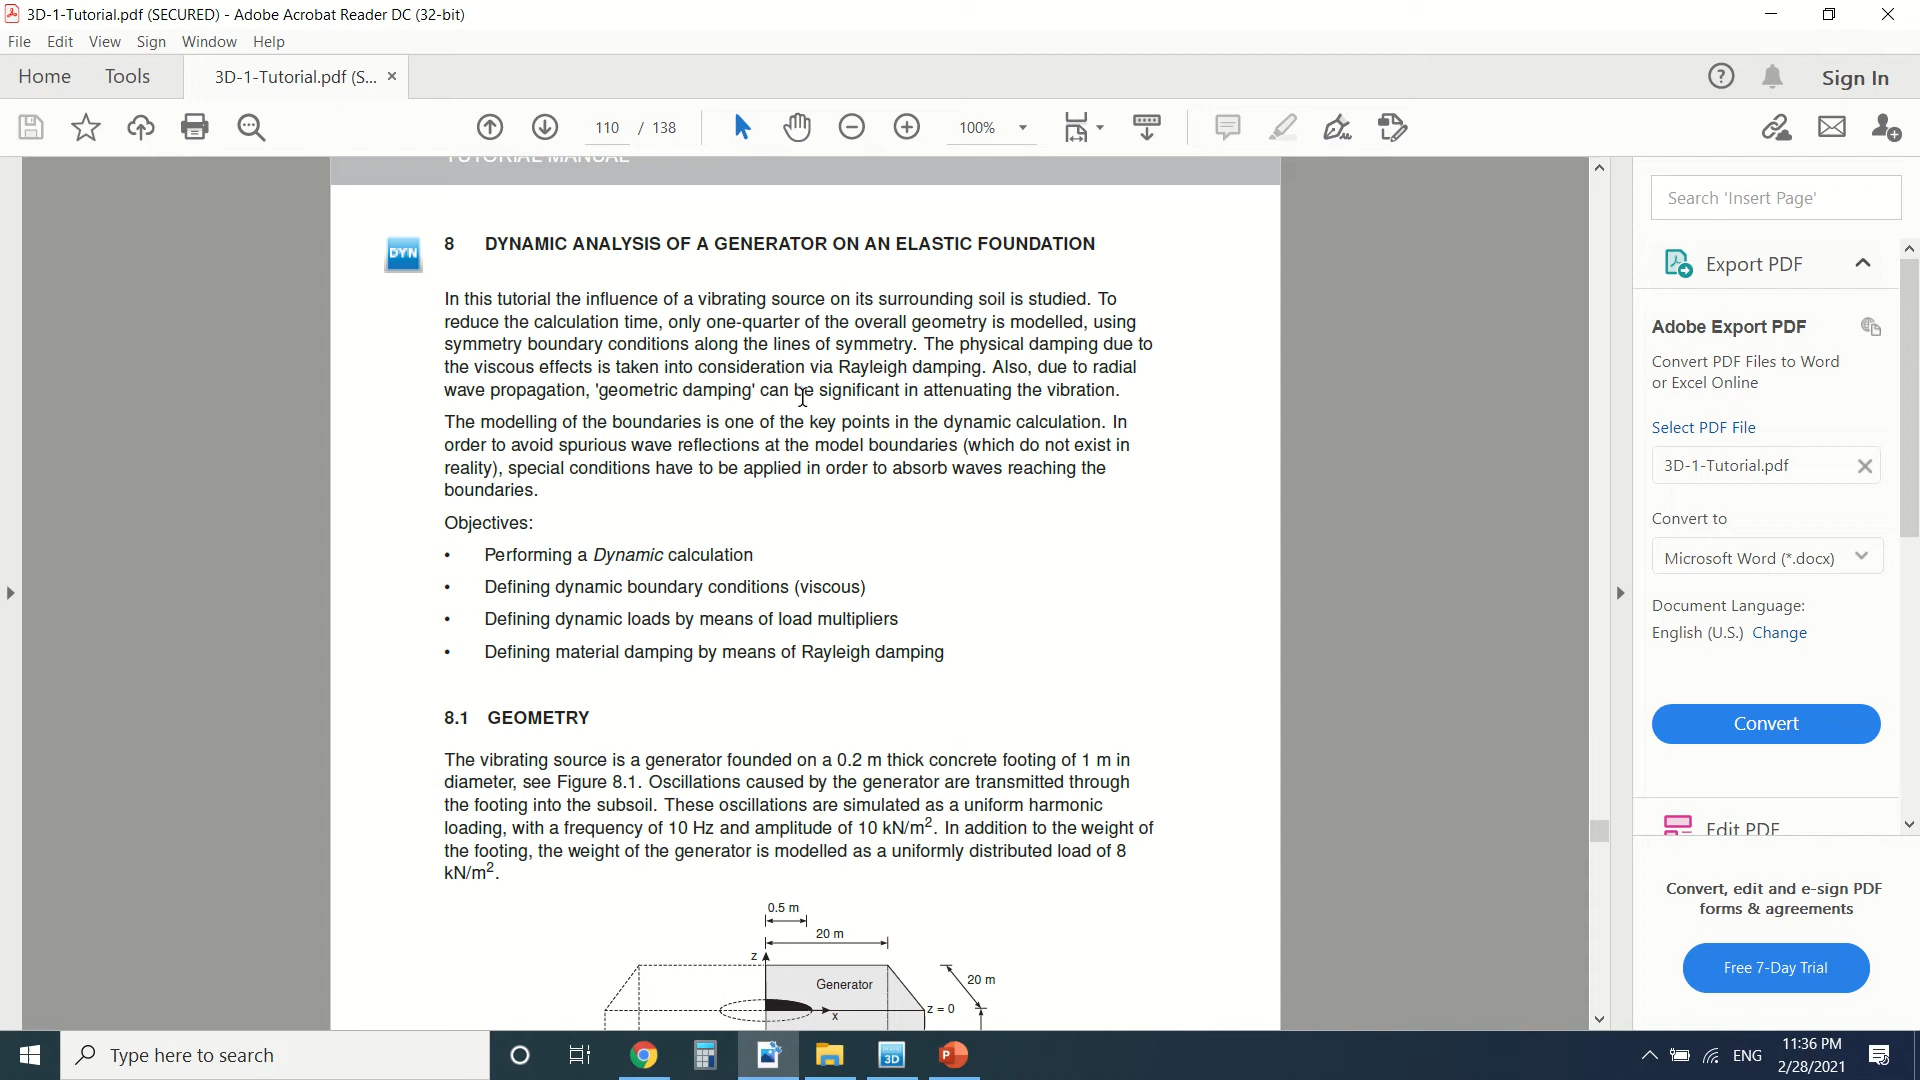 3D-1-Tutorial.pdf (SECURED) - Adobe Acrobat Reader DC (32-bit)
File Edit View Sign Window Help
Home Tools 3D-1-Tutorial.pdf (S... × Sign In
110 / 138 100%
TUTORIAL MANUAL
DYN
8 DYNAMIC ANALYSIS OF A GENERATOR ON AN ELASTIC FOUNDATION
In this tutorial the influence of a vibrating source on its surrounding soil is studied. To
reduce the calculation time, only one-quarter of the overall geometry is modelled, using
symmetry boundary conditions along the lines of symmetry. The physical damping due to
the viscous effects is taken into consideration via Rayleigh damping. Also, due to radial
wave propagation, 'geometric damping' can be significant in attenuating the vibration.
The modelling of the boundaries is one of the key points in the dynamic calculation. In
order to avoid spurious wave reflections at the model boundaries (which do not exist in
reality), special conditions have to be applied in order to absorb waves reaching the
boundaries.
Objectives:
• Performing a Dynamic calculation
• Defining dynamic boundary conditions (viscous)
• Defining dynamic loads by means of load multipliers
• Defining material damping by means of Rayleigh damping
8.1 GEOMETRY
The vibrating source is a generator founded on a 0.2 m thick concrete footing of 1 m in
diameter, see Figure 8.1. Oscillations caused by the generator are transmitted through
the footing into the subsoil. These oscillations are simulated as a uniform harmonic
loading, with a frequency of 10 Hz and amplitude of 10 kN/m². In addition to the weight of
the footing, the weight of the generator is modelled as a uniformly distributed load of 8
kN/m².
0.5 m
20 m
z
Generator
20 m
z = 0
x
Search 'Insert Page'
Export PDF
Adobe Export PDF
Convert PDF Files to Word
or Excel Online
Select PDF File
3D-1-Tutorial.pdf
Convert to
Microsoft Word (*.docx)
Document Language:
English (U.S.) Change
Convert
Edit PDF
Convert, edit and e-sign PDF
forms & agreements
Free 7-Day Trial
Type here to search
3D
P
ENG
11:36 PM
2/28/2021